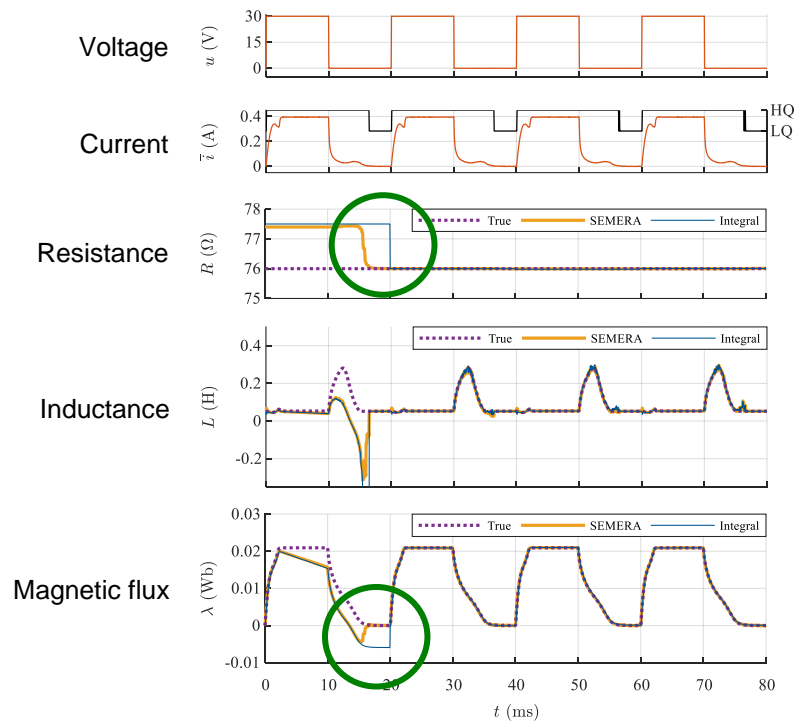 Voltage
u (V)
30
15
0
Current
i̅ (A)
0.4
0.2
0
HQ
LQ
Resistance
R (Ω)
78
77
76
75
True SEMERA Integral
Inductance
L (H)
0.4
0.2
0
-0.2
True SEMERA Integral
Magnetic flux
λ (Wb)
0.03
0.02
0.01
0
-0.01
True SEMERA Integral
0 10 20 30 40 50 60 70 80
t (ms)